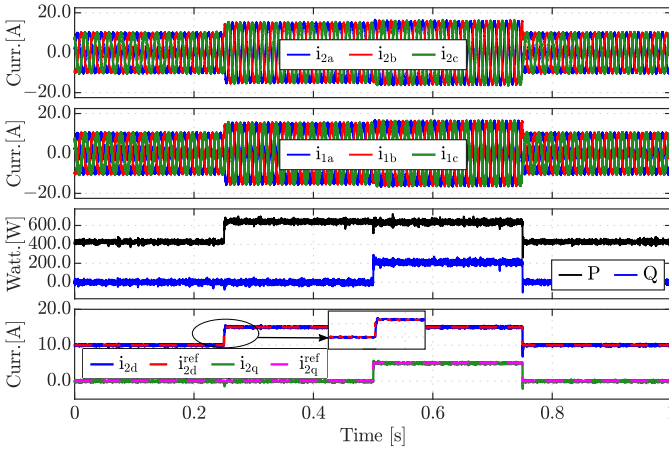 20.0
0.0
−20.0
Curr.[A]
i2a i2b i2c
20.0
0.0
−20.0
Curr.[A]
i1a i1b i1c
600.0
400.0
200.0
0.0
Watt.[W]
P Q
20.0
10.0
0.0
Curr.[A]
i2d i2d^ref i2q i2q^ref
0 0.2 0.4 0.6 0.8 1
Time [s]